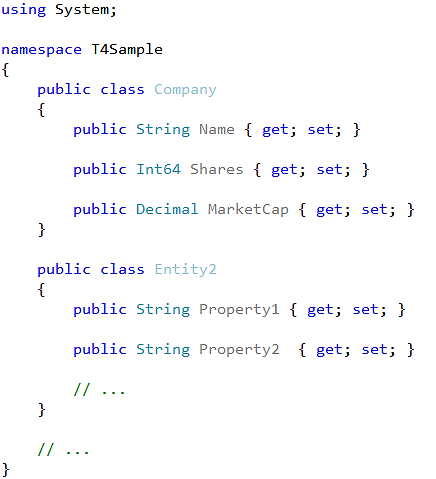 using System;

namespace T4Sample
{
    public class Company
    {
        public String Name { get; set; }

        public Int64 Shares { get; set; }

        public Decimal MarketCap { get; set; }
    }

    public class Entity2
    {
        public String Property1 { get; set; }

        public String Property2  { get; set; }

        // ...
    }

    // ...
}